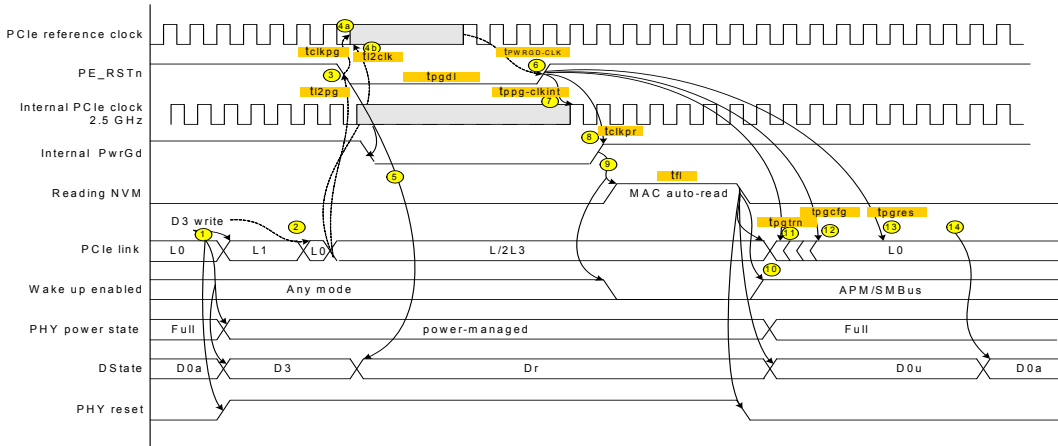 4a
PCIe reference clock
4b
tclkpg
tl2clk
tPWRGD-CLK
6
PE_RSTn
3
tpgdl
tl2pg
tppg-clkint
7
Internal PCIe clock
2.5 GHz
8
tclkpr
Internal PwrGd
9
5
tfl
Reading NVM
MAC auto-read
D3 write
2
tpgcfg
tpgres
tpgtrn
1
11
12
13
14
PCIe link
L0
L1
L0
L/2L3
L0
10
Wake up enabled
Any mode
APM/SMBus
PHY power state
Full
power-managed
Full
DState
D0a
D3
Dr
D0u
D0a
PHY reset